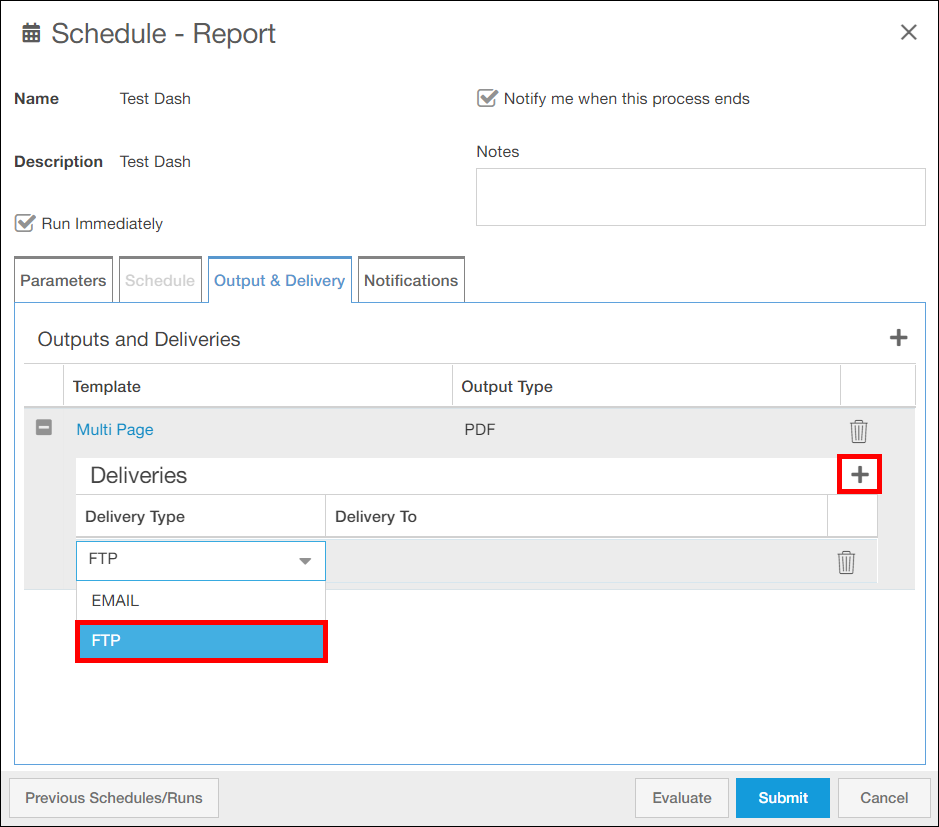 Schedule - Report
Name Test Dash
Notify me when this process ends
Description Test Dash
Notes
Run Immediately
Parameters Schedule Output & Delivery Notifications
Outputs and Deliveries
Template Output Type
Multi Page PDF
Deliveries
Delivery Type Delivery To
FTP
EMAIL
FTP
Previous Schedules/Runs Evaluate Submit Cancel